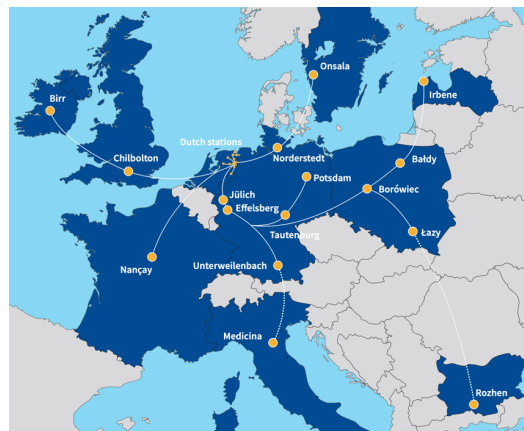 Onsala
Irbene
Birr
Dutch stations
Chilbolton
Norderstedt
Bałdy
Potsdam
Borówiec
Jülich
Effelsberg
Tautenburg
Łazy
Nançay
Unterweilenbach
Medicina
Rozhen